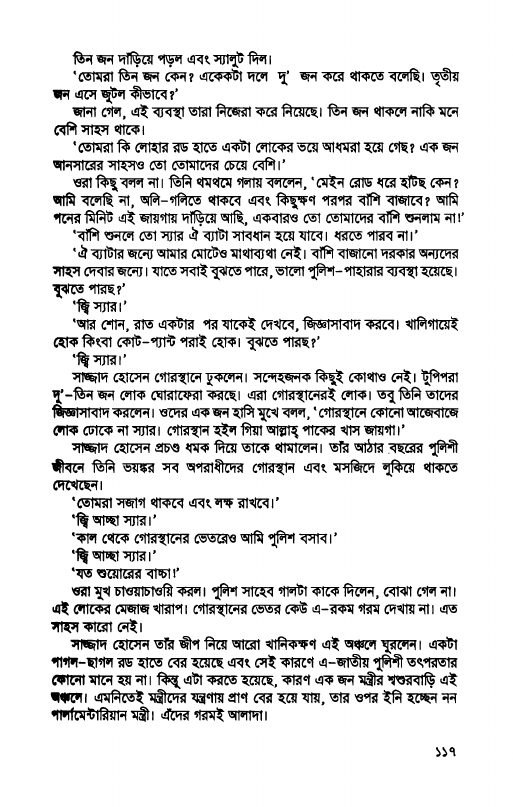 তিন জন দাঁড়িয়ে পড়ল এবং স্যালুট দিল।
‘তোমরা তিন জন কেন? একেকটা দলে দু’ জন করে থাকতে বলেছি। তৃতীয়
জন এসে জুটল কীভাবে?’
জানা গেল, এই ব্যবস্থা তারা নিজেরা করে নিয়েছে। তিন জন থাকলে নাকি মনে
বেশি সাহস থাকে।
‘তোমরা কি লোহার রড হাতে একটা লোকের ভয়ে আধমরা হয়ে গেছ? এক জন
আনসারের সাহসও তো তোমাদের চেয়ে বেশি।’
ওরা কিছু বলল না। তিনি থমথমে গলায় বললেন, ‘মেইন রোড ধরে হাঁটছ কেন?
আমি বলেছি না, অলি-গলিতে থাকবে এবং কিছুক্ষণ পরপর বাঁশি বাজাবে? আমি
পনের মিনিট এই জায়গায় দাঁড়িয়ে আছি, একবারও তো তোমাদের বাঁশি শুনলাম না!’
‘বাঁশি শুনলে তো স্যার ঐ ব্যাটা সাবধান হয়ে যাবে। ধরতে পারব না।’
‘ঐ ব্যাটার জন্যে আমার মোটেও মাথাব্যথা নেই। বাঁশি বাজানো দরকার অন্যদের
সাহস দেবার জন্যে। যাতে সবাই বুঝতে পারে, ভালো পুলিশ-পাহারার ব্যবস্থা হয়েছে।
বুঝতে পারছ?’
‘জ্বি স্যার।’
‘আর শোন, রাত একটার পর যাকেই দেখবে, জিজ্ঞাসাবাদ করবে। খালিগায়েই
হোক কিংবা কোট-প্যান্ট পরাই হোক। বুঝতে পারছ?’
‘জ্বি স্যার।’
সাজ্জাদ হোসেন গোরস্থানে ঢুকলেন। সন্দেহজনক কিছুই কোথাও নেই। টুপিপরা
দু’-তিন জন লোক ঘোরাফেরা করছে। এরা গোরস্থানেরই লোক। তবু তিনি তাদের
জিজ্ঞাসাবাদ করলেন। ওদের এক জন হাসি মুখে বলল, ‘গোরস্থানে কোনো আজেবাজে
লোক ঢোকে না স্যার। গোরস্থান হইল গিয়া আল্লাহ্ পাকের খাস জায়গা।’
সাজ্জাদ হোসেন প্রচণ্ড ধমক দিয়ে তাকে থামালেন। তাঁর আঠার বছরের পুলিশী
জীবনে তিনি ভয়ঙ্কর সব অপরাধীদের গোরস্থান এবং মসজিদে লুকিয়ে থাকতে
দেখেছেন।
‘তোমরা সজাগ থাকবে এবং লক্ষ রাখবে।’
‘জ্বি আচ্ছা স্যার।’
‘কাল থেকে গোরস্থানের ভেতরেও আমি পুলিশ বসাব।’
‘জ্বি আচ্ছা স্যার।’
‘যত শুয়োরের বাচ্চা!’
ওরা মুখ চাওয়াচাওয়ি করল। পুলিশ সাহেব গালটা কাকে দিলেন, বোঝা গেল না।
এই লোকের মেজাজ খারাপ। গোরস্থানের ভেতর কেউ এ-রকম গরম দেখায় না। এত
সাহস কারো নেই।
সাজ্জাদ হোসেন তাঁর জীপ নিয়ে আরো খানিকক্ষণ এই অঞ্চলে ঘুরলেন। একটা
পাগল-ছাগল রড হাতে বের হয়েছে এবং সেই কারণে এ-জাতীয় পুলিশী তৎপরতার
কোনো মানে হয় না। কিন্তু এটা করতে হয়েছে, কারণ এক জন মন্ত্রীর শ্বশুরবাড়ি এই
অঞ্চলে। এমনিতেই মন্ত্রীদের যন্ত্রণায় প্রাণ বের হয়ে যায়, তার ওপর ইনি হচ্ছেন নন
পার্লামেন্টারিয়ান মন্ত্রী। এঁদের গরমই আলাদা।
১১৭